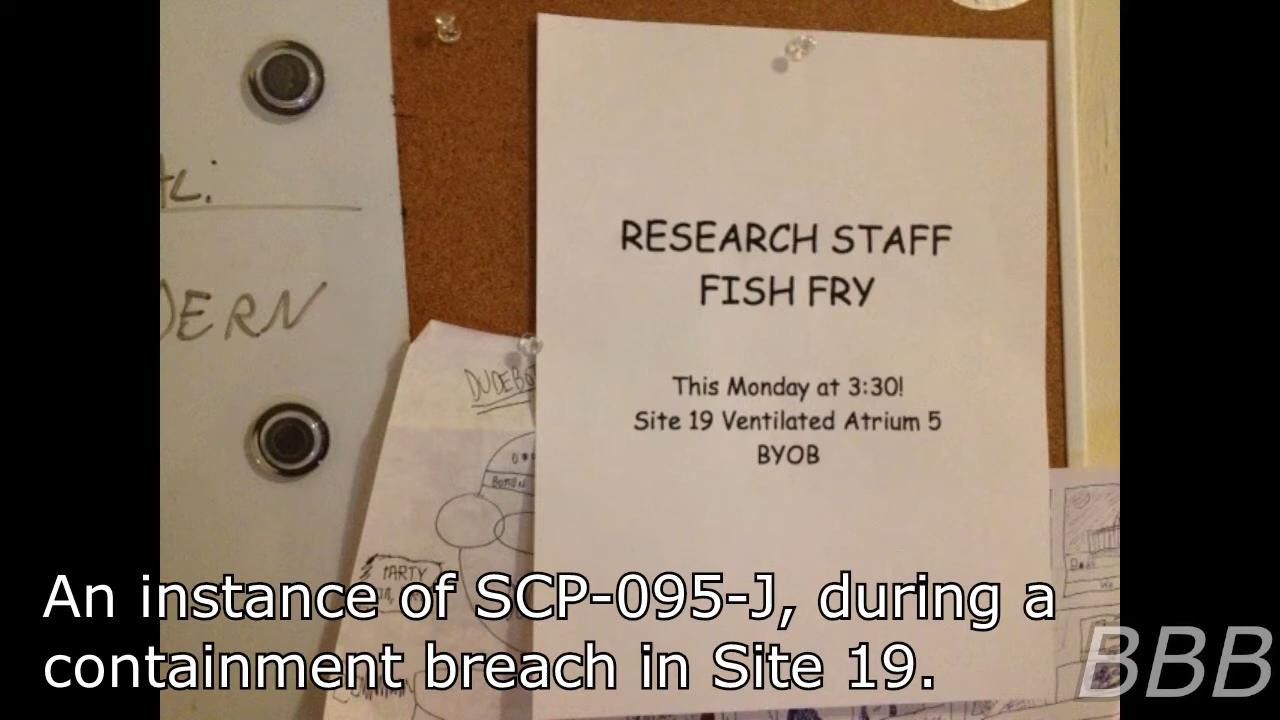 RESEARCH STAFF
FISH FRY
This Monday at 3:30!
Site 19 Ventilated Atrium 5
BYOB
PARTY
An instance of SCP-095-J, during a
containment breach in Site 19.
BBB